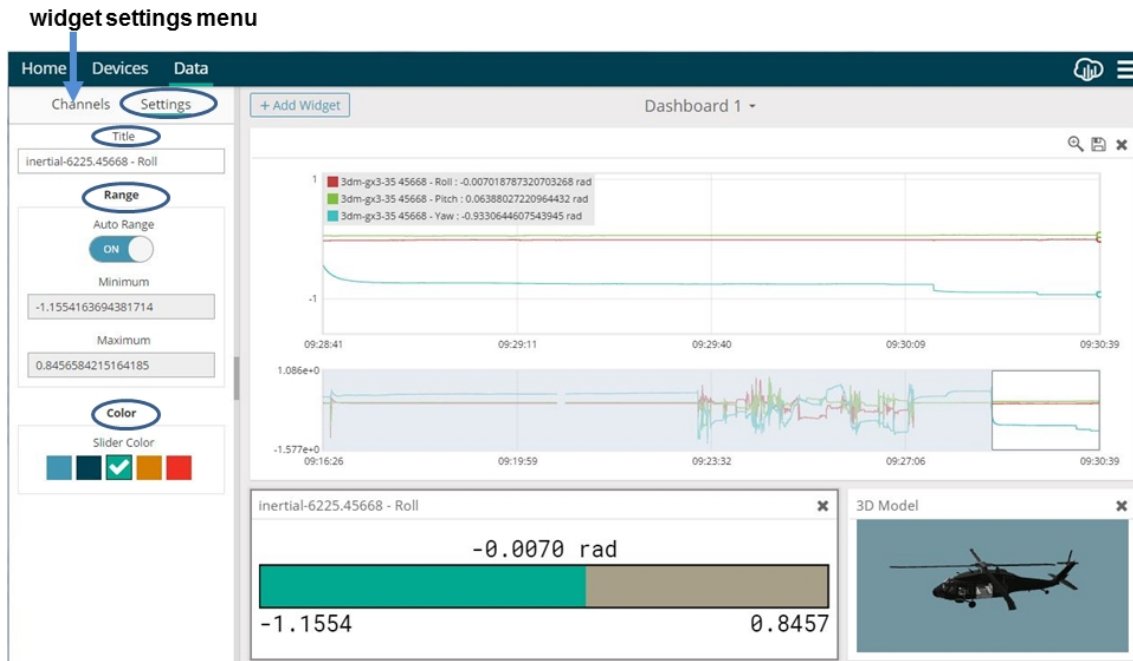 widget settings menu
Home Devices Data
Channels Settings
Title
inertial-6225.45668 - Roll
Range
Auto Range
ON
Minimum
-1.1554163694381714
Maximum
0.8456584215164185
Color
Slider Color
+ Add Widget
Dashboard 1
1
3dm-gx3-35 45668 - Roll : -0.007018787320703268 rad
3dm-gx3-35 45668 - Pitch : 0.06388027220964432 rad
3dm-gx3-35 45668 - Yaw : -0.9330644607543945 rad
-1
09:28:41 09:29:11 09:29:40 09:30:09 09:30:39
1.086e+0
-1.577e+0
09:16:26 09:19:59 09:23:32 09:27:06 09:30:39
inertial-6225.45668 - Roll
-0.0070 rad
-1.1554 0.8457
3D Model